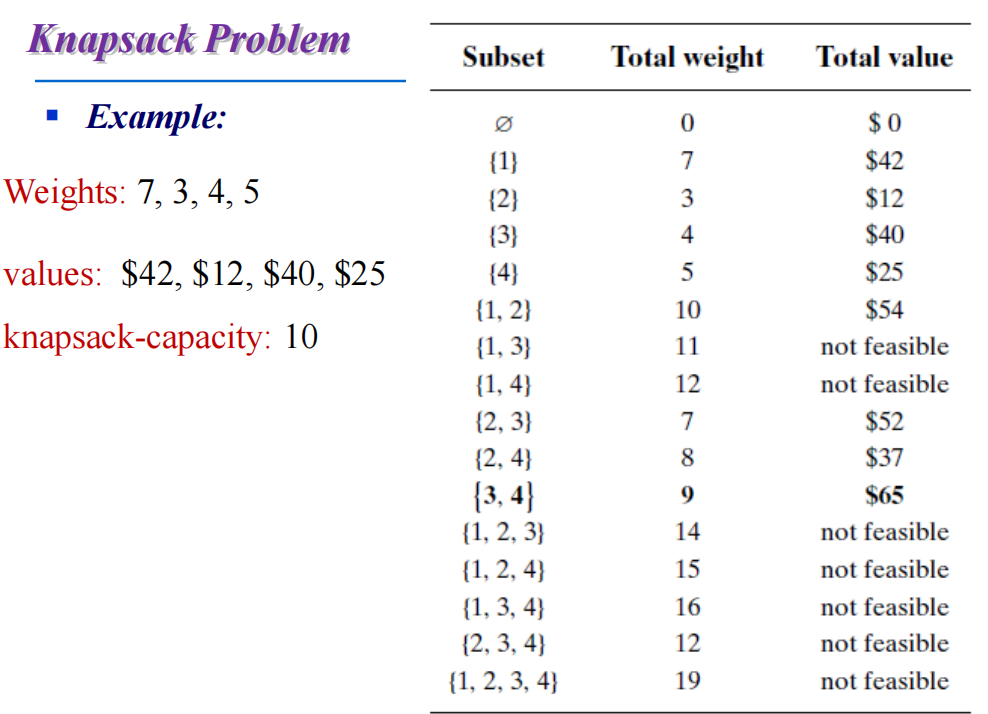 Knapsack Problem
▪ Example:
Weights: 7, 3, 4, 5
values: $42, $12, $40, $25
knapsack-capacity: 10
Subset Total weight Total value
∅ 0 $ 0
{1} 7 $42
{2} 3 $12
{3} 4 $40
{4} 5 $25
{1, 2} 10 $54
{1, 3} 11 not feasible
{1, 4} 12 not feasible
{2, 3} 7 $52
{2, 4} 8 $37
{3, 4} 9 $65
{1, 2, 3} 14 not feasible
{1, 2, 4} 15 not feasible
{1, 3, 4} 16 not feasible
{2, 3, 4} 12 not feasible
{1, 2, 3, 4} 19 not feasible